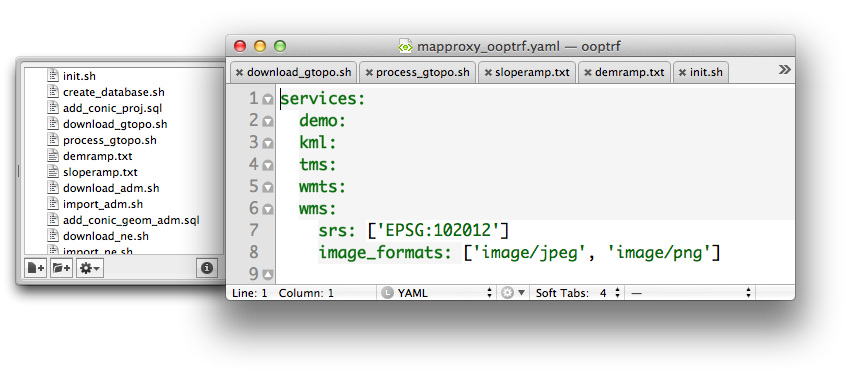 mapproxy_ooptrf.yaml — ooptrf
init.sh
create_database.sh
add_conic_proj.sql
download_gtopo.sh
process_gtopo.sh
demramp.txt
sloperamp.txt
download_adm.sh
import_adm.sh
add_conic_geom_adm.sql
download_ne.sh
import_ne.sh
download_gtopo.sh process_gtopo.sh sloperamp.txt demramp.txt init.sh »
1 services:
2 demo:
3 kml:
4 tms:
5 wmts:
6 wms:
7 srs: ['EPSG:102012']
8 image_formats: ['image/jpeg', 'image/png']
9
Line: 1 Column: 1 L YAML Soft Tabs: 4 —